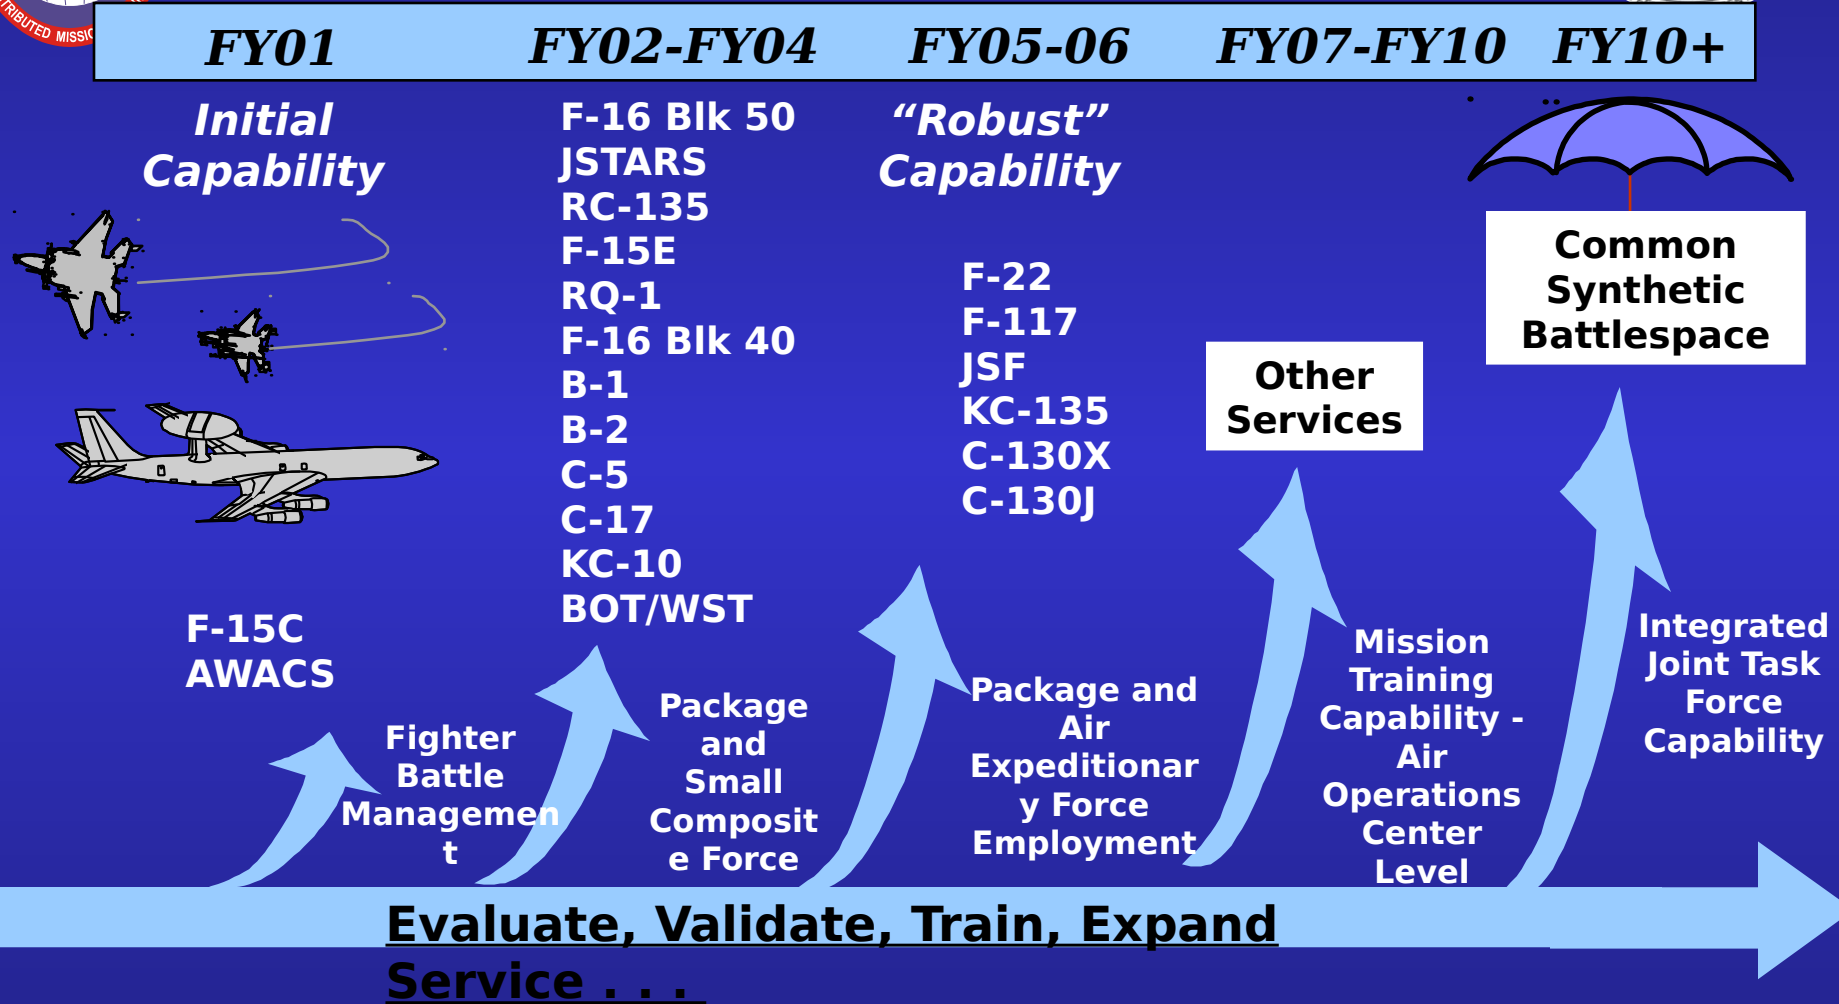 TRIBUTED MISSIO
FY01
FY02-FY04
FY05-06
FY07-FY10
FY10+
Initial
Capability
F-15C
AWACS
Fighter
Battle
Managemen
t
F-16 Blk 50
JSTARS
RC-135
F-15E
RQ-1
F-16 Blk 40
B-1
B-2
C-5
C-17
KC-10
BOT/WST
Package
and
Small
Composit
e Force
“Robust”
Capability
F-22
F-117
JSF
KC-135
C-130X
C-130J
Package and
Air
Expeditionar
y Force
Employment
Other
Services
Mission
Training
Capability -
Air
Operations
Center
Level
Common
Synthetic
Battlespace
Integrated
Joint Task
Force
Capability
Evaluate, Validate, Train, Expand
Service . . .